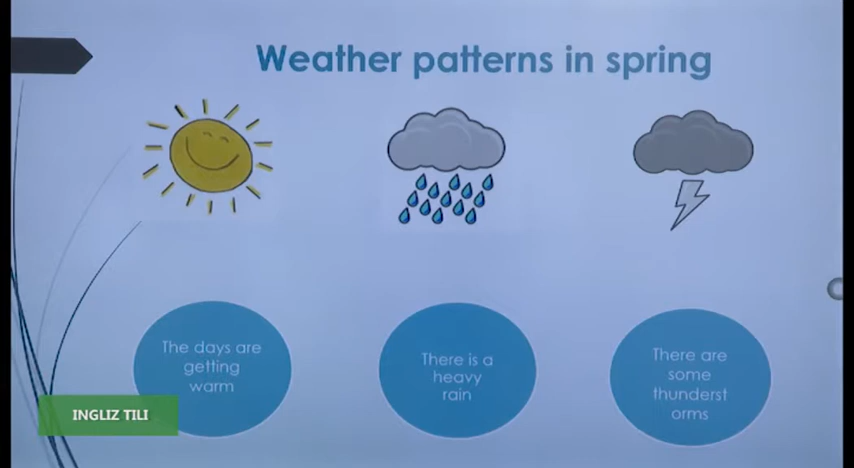 Weather patterns in spring
The days are
getting
warm
There is a
heavy
rain
There are
some
thunderst
orms
INGLIZ TILI